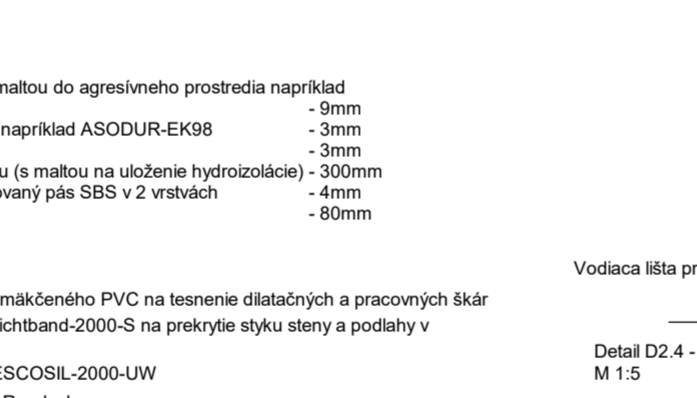 maltou do agresívneho prostredia napríklad
- 9mm
napríklad ASODUR-EK98 - 3mm
- 3mm
u (s maltou na uloženie hydroizolácie) - 300mm
ovaný pás SBS v 2 vrstvách - 4mm
- 80mm
Vodiaca lišta pr
mäkčeného PVC na tesnenie dilatačných a pracovných škár
ichtband-2000-S na prekrytie styku steny a podlahy v
Detail D2.4 -
ESCOSIL-2000-UW
M 1:5